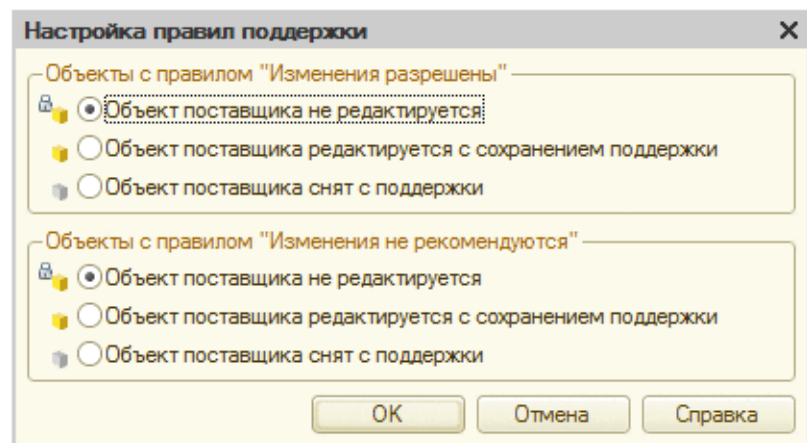 Настройка правил поддержки
Объекты с правилом "Изменения разрешены"
Объект поставщика не редактируется
Объект поставщика редактируется с сохранением поддержки
Объект поставщика снят с поддержки
Объекты с правилом "Изменения не рекомендуются"
Объект поставщика не редактируется
Объект поставщика редактируется с сохранением поддержки
Объект поставщика снят с поддержки
ОК Отмена Справка